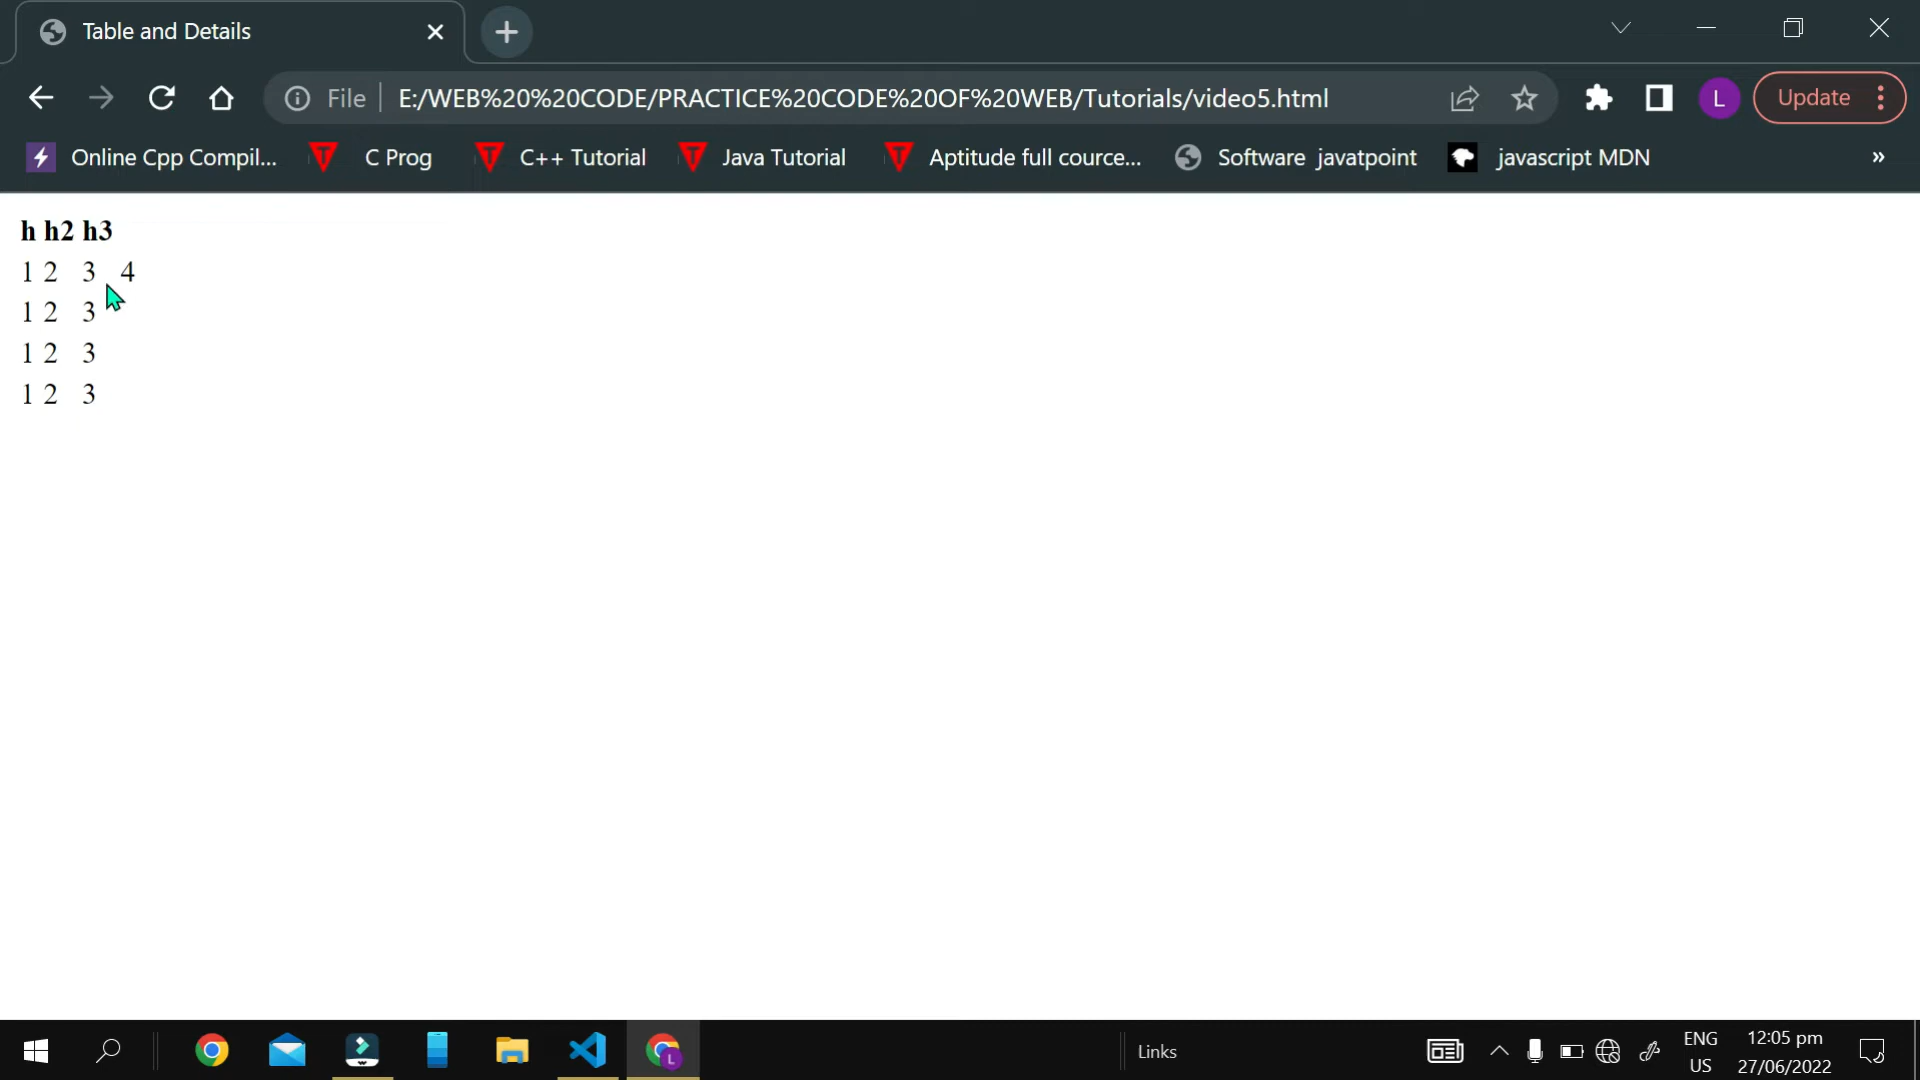 Table and Details
File E:/WEB%20%20CODE/PRACTICE%20CODE%20OF%20WEB/Tutorials/video5.html L Update
Online Cpp Compil... C Prog C++ Tutorial Java Tutorial Aptitude full cource... Software javatpoint javascript MDN »
h h2 h3
1 2 3 4
1 2 3
1 2 3
1 2 3
L Links ENG 12:05 pm
US 27/06/2022